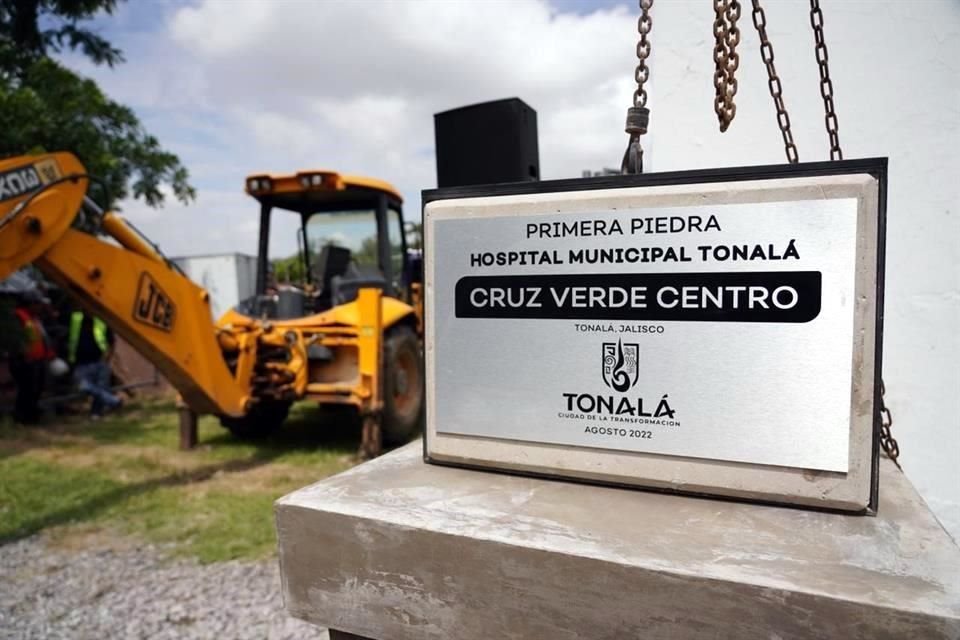 PRIMERA PIEDRA
HOSPITAL MUNICIPAL TONALÁ
CRUZ VERDE CENTRO
TONALÁ, JALISCO
TONALÁ
CIUDAD DE LA TRANSFORMACIÓN
AGOSTO 2022
JCB